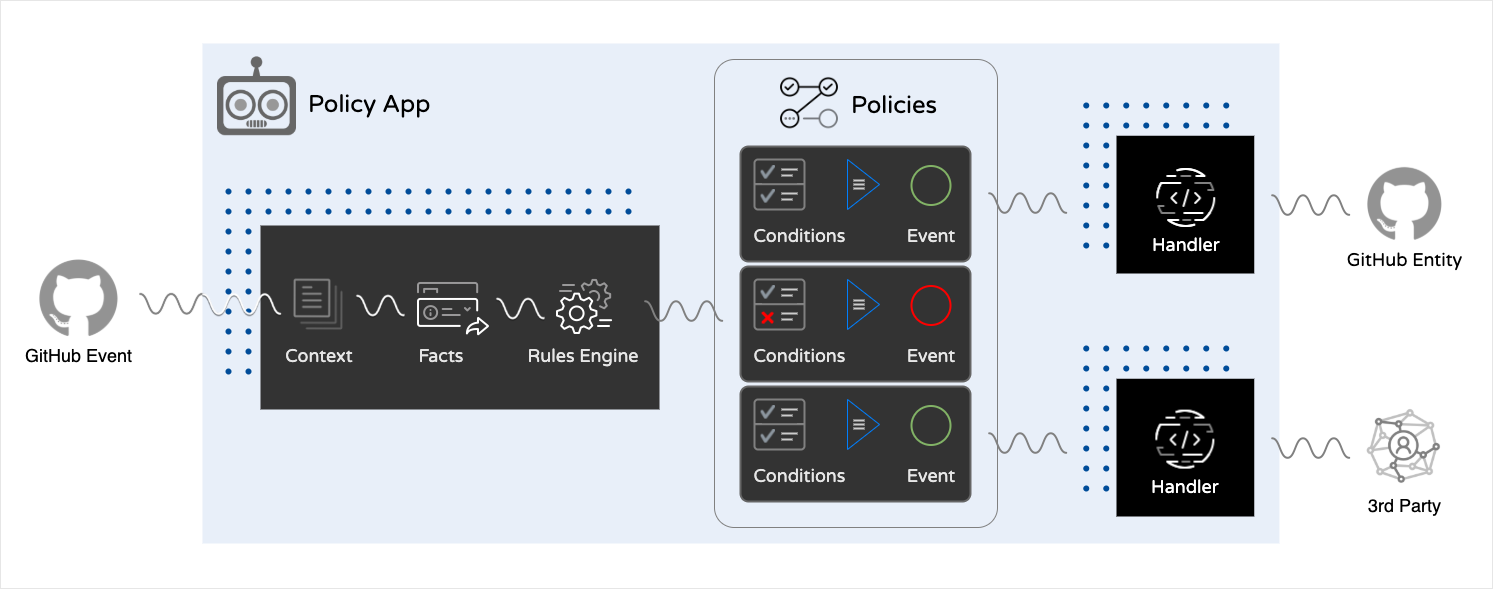 Policy App
Policies
GitHub Event
Context
Facts
Rules Engine
Conditions
Event
Conditions
Event
Conditions
Event
Handler
GitHub Entity
Handler
3rd Party